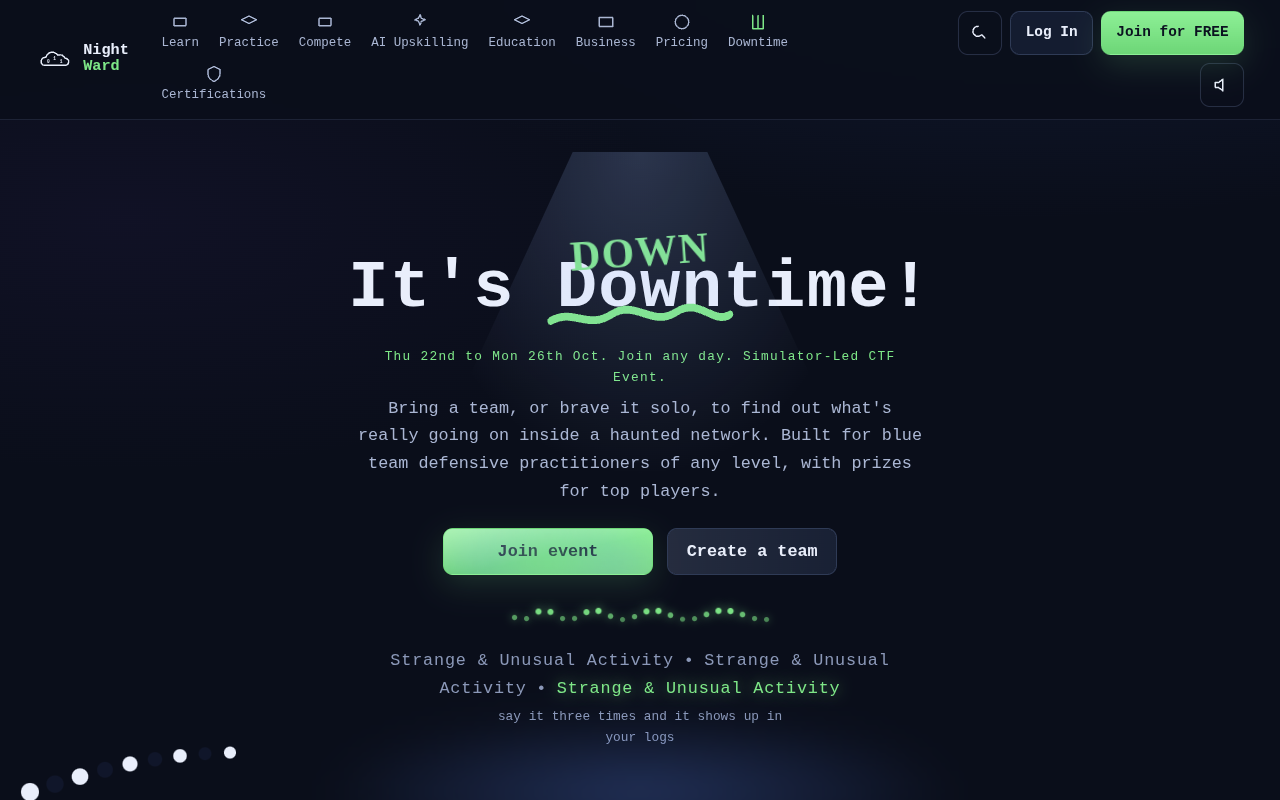 Night
Ward
Learn
Practice
Compete
AI Upskilling
Education
Business
Pricing
Downtime
Certifications
Log In
Join for FREE
DOWN
It's Downtime!
Thu 22nd to Mon 26th Oct. Join any day. Simulator-Led CTF
Event.
Bring a team, or brave it solo, to find out what's
really going on inside a haunted network. Built for blue
team defensive practitioners of any level, with prizes
for top players.
Join event
Create a team
Strange & Unusual Activity • Strange & Unusual
Activity • Strange & Unusual Activity
say it three times and it shows up in
your logs